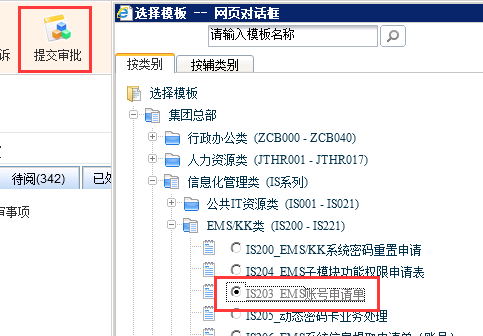 选择模板 -- 网页对话框
请输入模板名称
诉
提交审批
按类别
按辅助类别
选择模板
集团总部
行政办公类 (ZCB000 - ZCB040)
人力资源类 (JTHR001 - JTHR017)
待阅(342)
信息化管理类 (IS系列)
公共IT资源类 (IS001 - IS021)
审事项
EMS/KK类 (IS200 - IS221)
IS200_EMS/KK系统密码重置申请
IS204_EMS子模块功能权限申请表
IS203_EMS账号申请单
IS205_动态密码卡业务处理